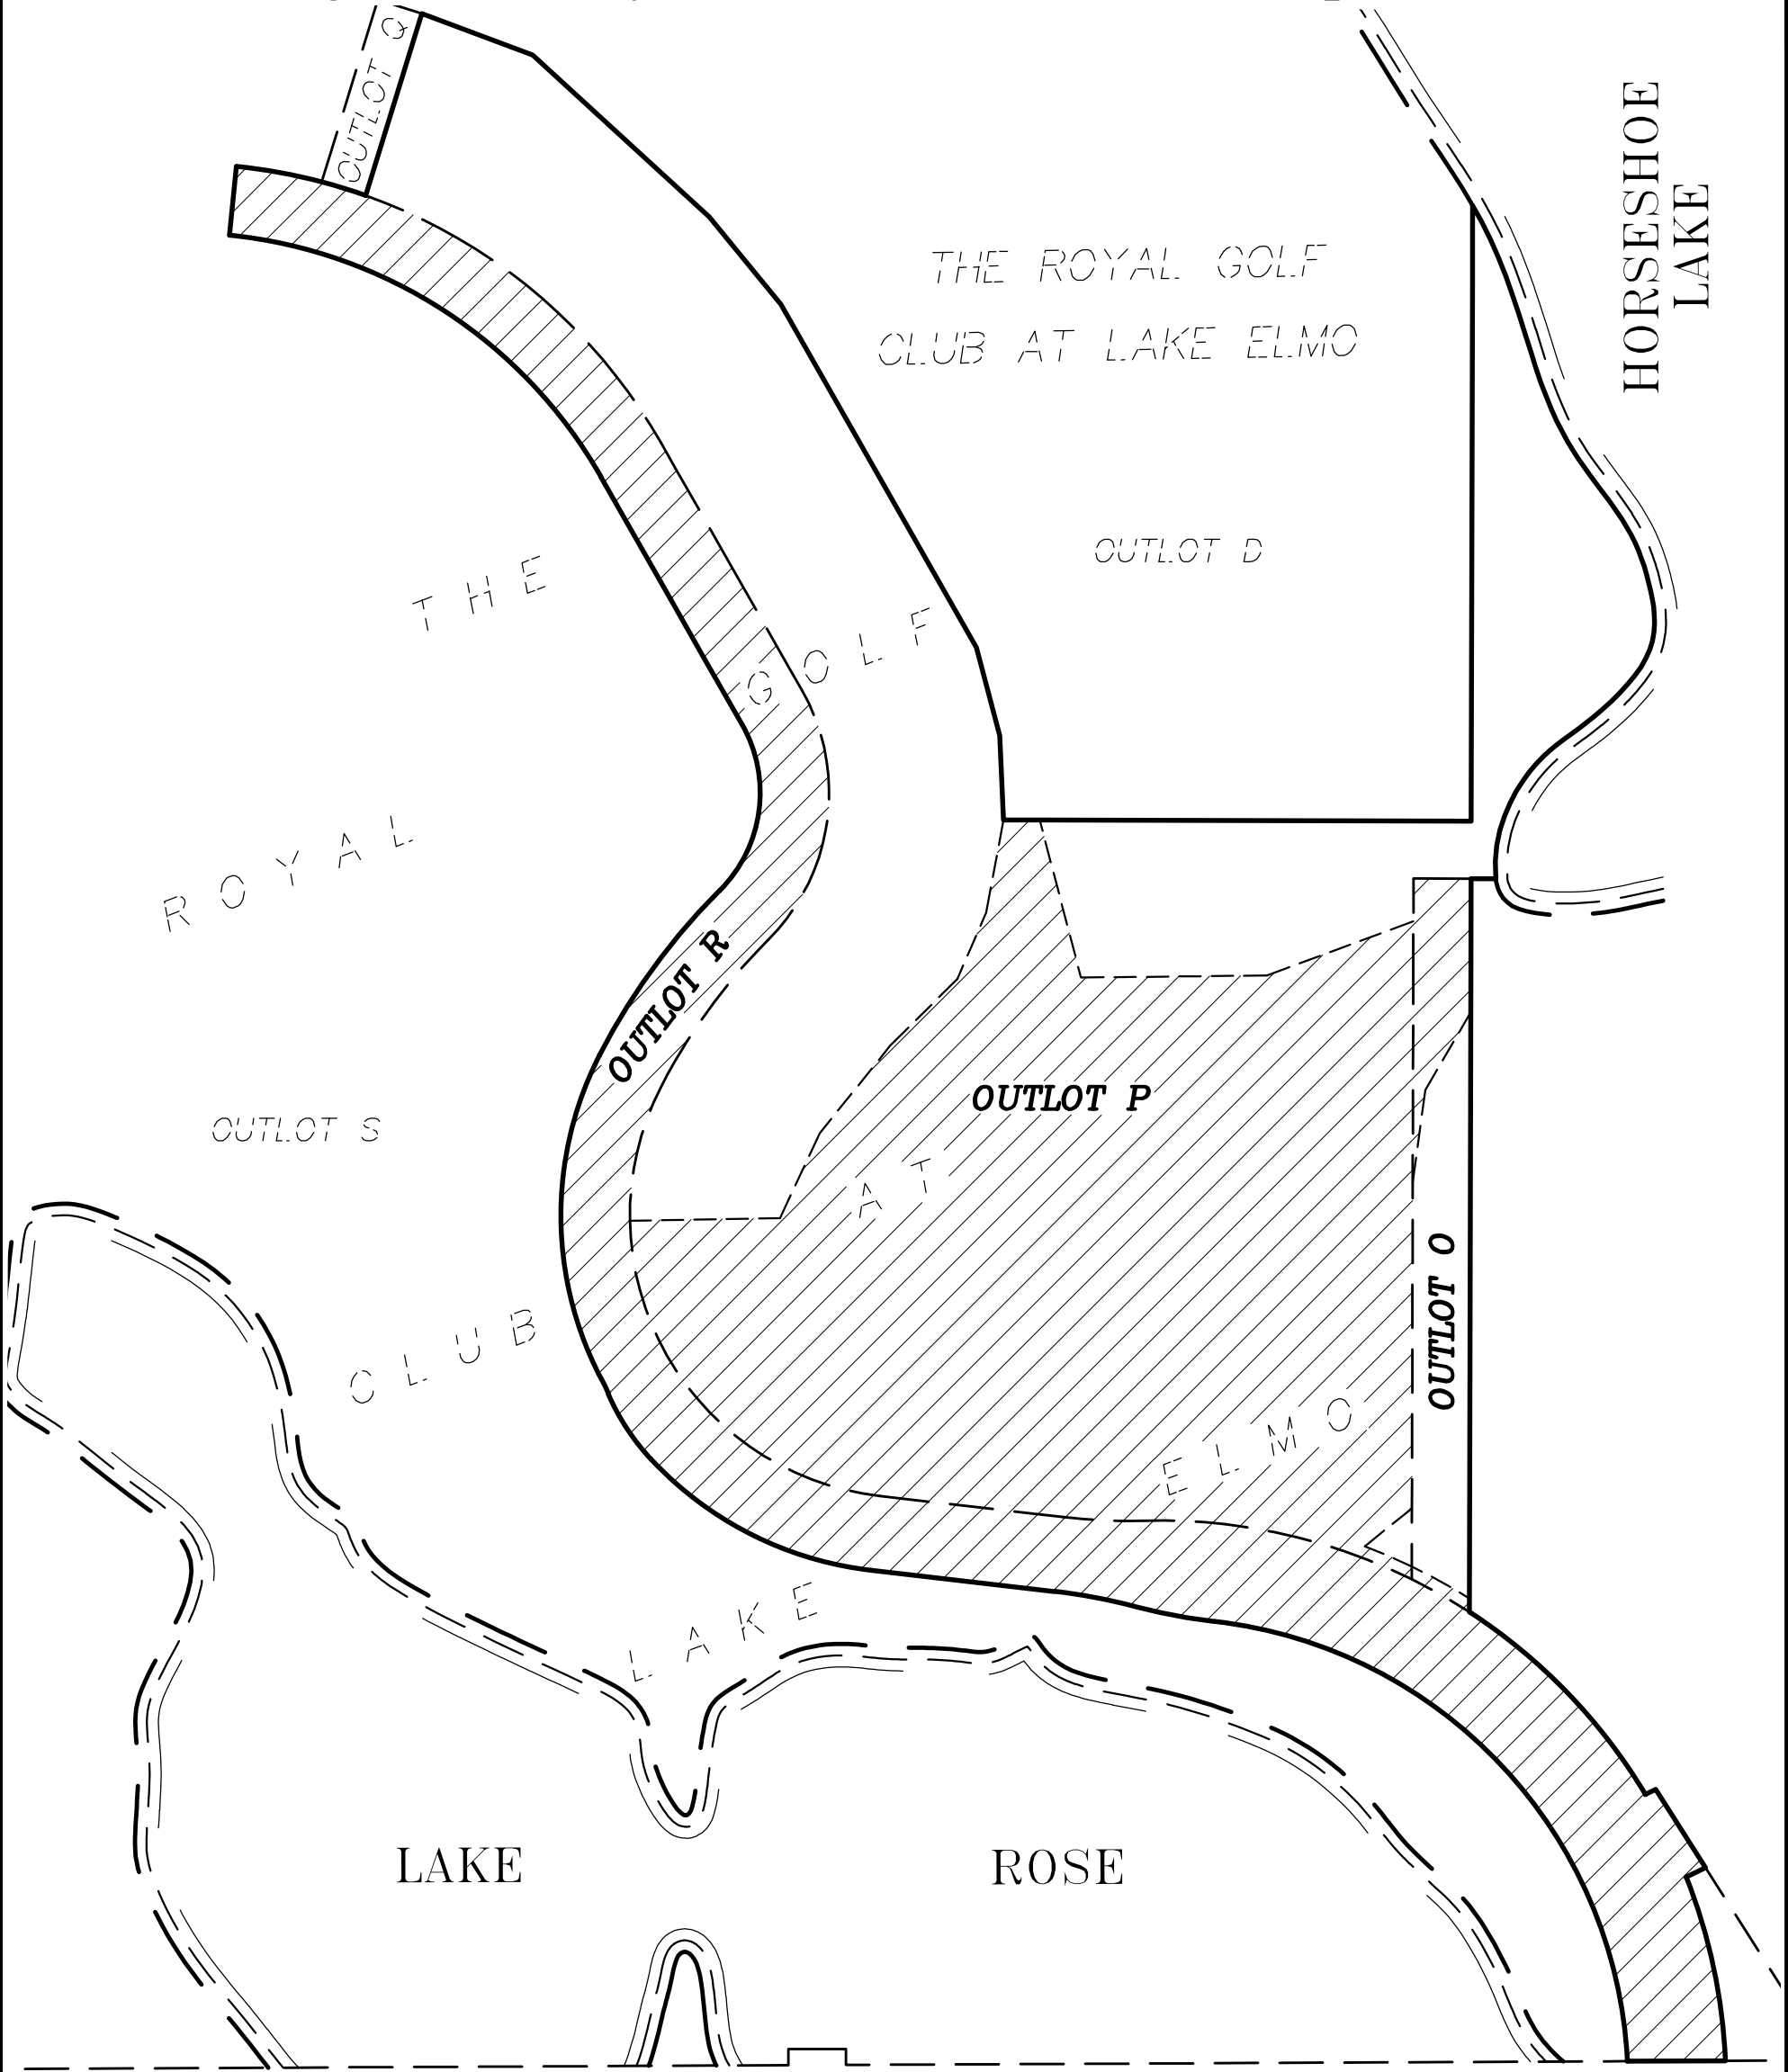 OUTLOT Q
HORSESHOE
LAKE
THE ROYAL GOLF
CLUB AT LAKE ELMO
OUTLOT D
THE
ROYAL
GOLF
CLUB
AT
LAKE
ELMO
OUTLOT R
OUTLOT P
OUTLOT S
OUTLOT O
LAKE ROSE